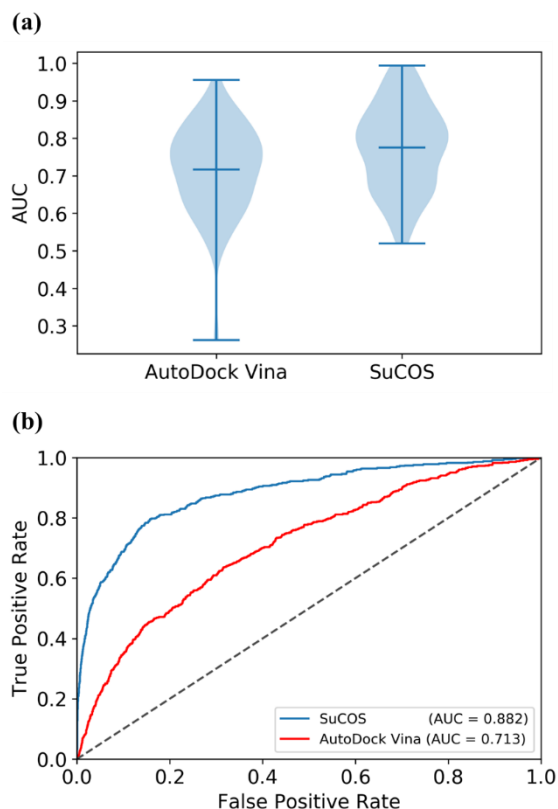 (a)
1.0
0.9
0.8
0.7
0.6
0.5
0.4
0.3
AUC
AutoDock Vina SuCOS
(b)
1.0
0.8
0.6
0.4
0.2
0.0
True Positive Rate
SuCOS (AUC = 0.882)
AutoDock Vina (AUC = 0.713)
0.0 0.2 0.4 0.6 0.8 1.0
False Positive Rate